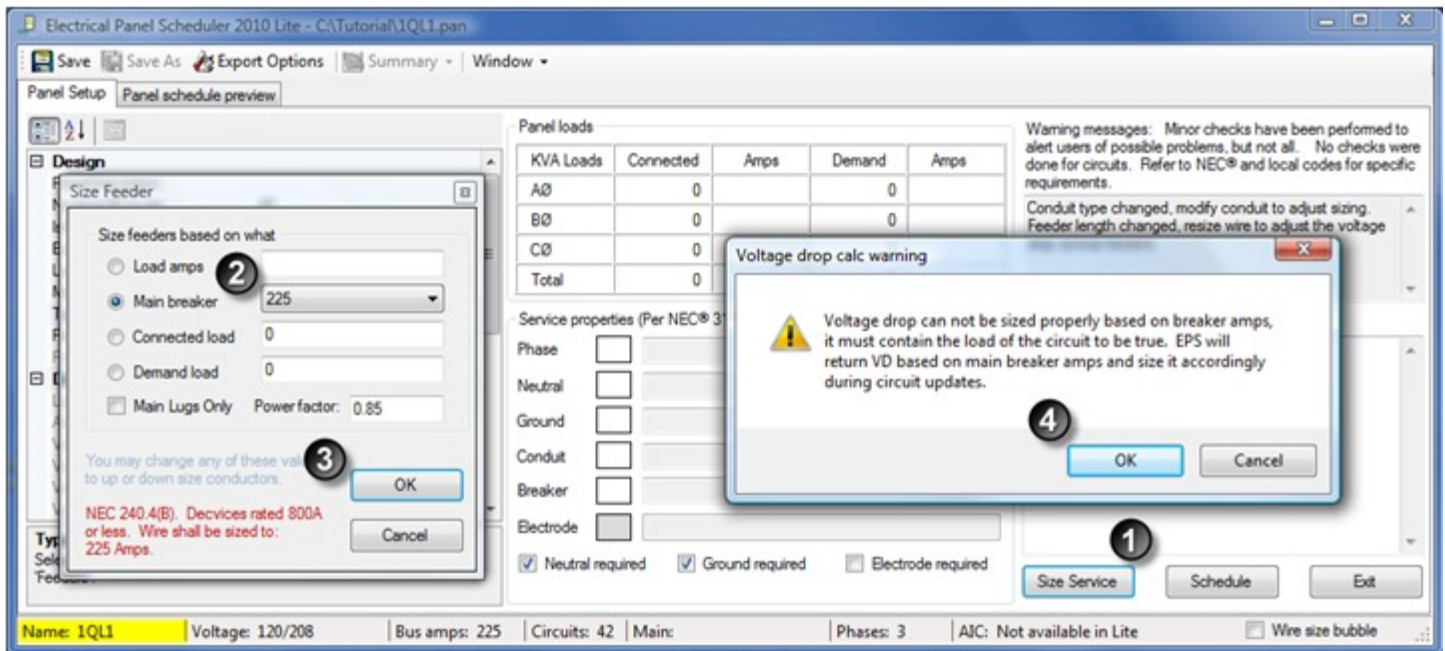 Electrical Panel Scheduler 2010 Lite - C:\Tutorial\1QL1.pan
Save Save As Export Options Summary Window
Panel Setup Panel schedule preview
Design
Size Feeder
Size feeders based on what
Load amps
2
Main breaker 225
Connected load 0
Demand load 0
Main Lugs Only Power factor: 0.85
You may change any of these
to up or down size conductors.
3
OK
NEC 240.4(B). Decvices rated 800A
or less. Wire shall be sized to:
225 Amps.
Cancel
Panel loads
KVA Loads Connected Amps Demand Amps
AØ 0 0
BØ 0 0
CØ 0
Total 0
Service properties (Per NEC®
Phase
Neutral
Ground
Conduit
Breaker
Electrode
Neutral required Ground required Electrode required
Warning messages: Minor checks have been performed to
alert users of possible problems, but not all. No checks were
done for circuits. Refer to NEC® and local codes for specific
requirements.
Conduit type changed, modify conduit to adjust sizing.
Feeder length changed, resize wire to adjust the voltage
Voltage drop calc warning
Voltage drop can not be sized properly based on breaker amps,
it must contain the load of the circuit to be true. EPS will
return VD based on main breaker amps and size it accordingly
during circuit updates.
4
OK Cancel
1
Size Service Schedule Exit
Name: 1QL1 Voltage: 120/208 Bus amps: 225 Circuits: 42 Main: Phases: 3 AIC: Not available in Lite Wire size bubble